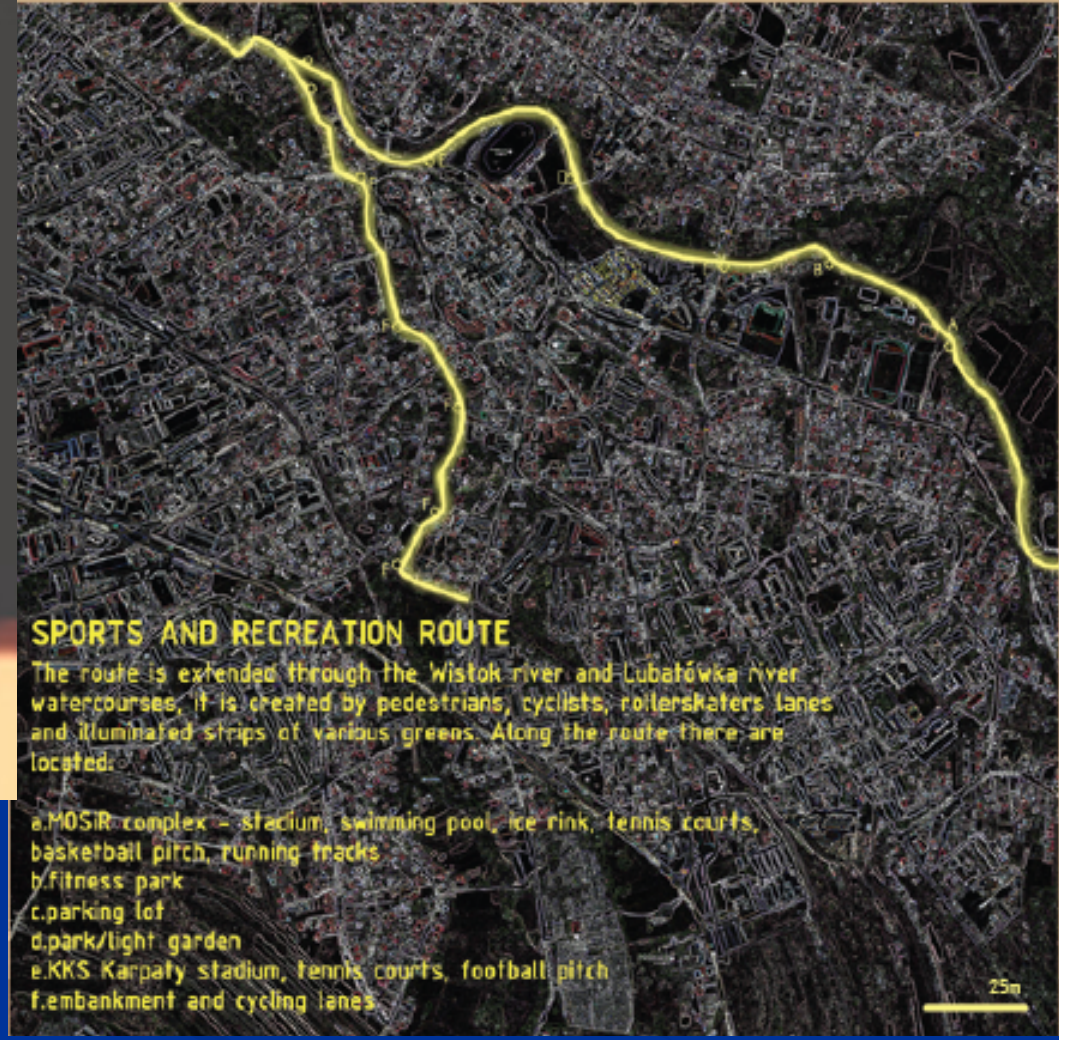 A
B
F
F
F
F
SPORTS AND RECREATION ROUTE
The route is extended through the Wisłok river and Lubatówka river
watercourses, it is created by pedestrians, cyclists, rollerskaters lanes
and illuminated strips of various greens. Along the route there are
located:
a.MOSiR complex - stadium, swimming pool, ice rink, tennis courts,
basketball pitch, running tracks
b.fitness park
c.parking lot
d.park/light garden
e.KKS Karpaty stadium, tennis courts, football pitch
f.embankment and cycling lanes
25m